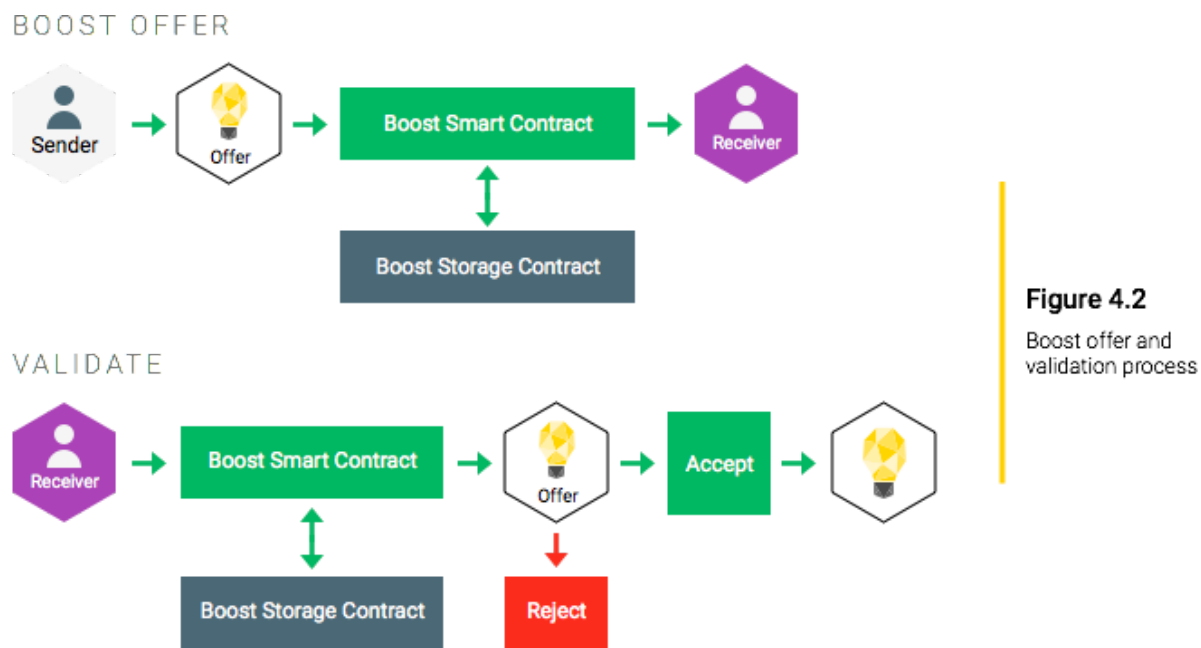 BOOST OFFER
Sender
Offer
Boost Smart Contract
Receiver
Boost Storage Contract
Figure 4.2
Boost offer and
validation process
VALIDATE
Receiver
Boost Smart Contract
Offer
Accept
Boost Storage Contract
Reject